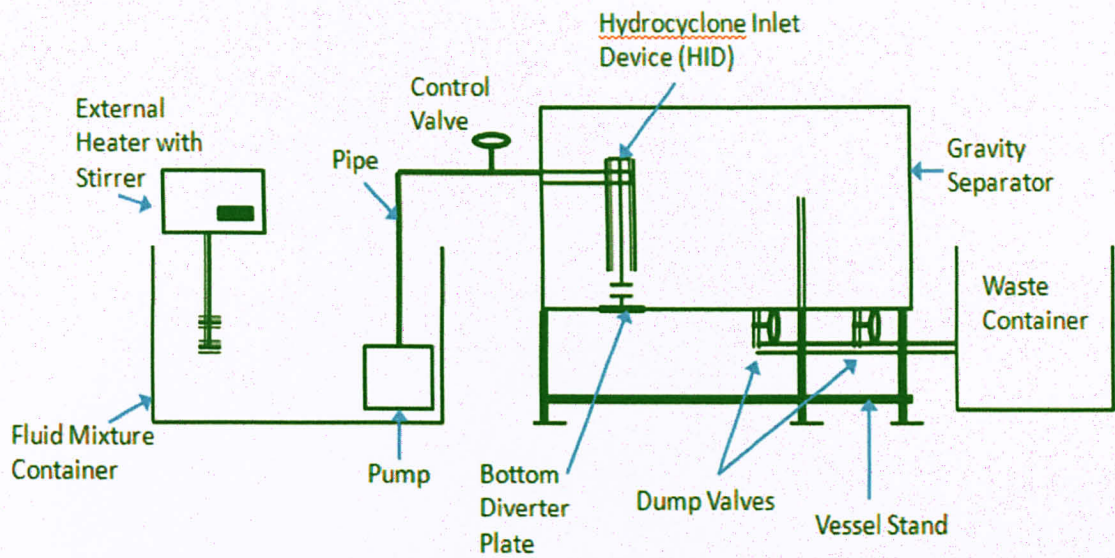 Hydrocyclone Inlet
Device (HID)
Control
Valve
External
Heater with
Stirrer
Pipe
Gravity
Separator
Waste
Container
Fluid Mixture
Container
Pump
Bottom
Diverter
Plate
Dump Valves
Vessel Stand